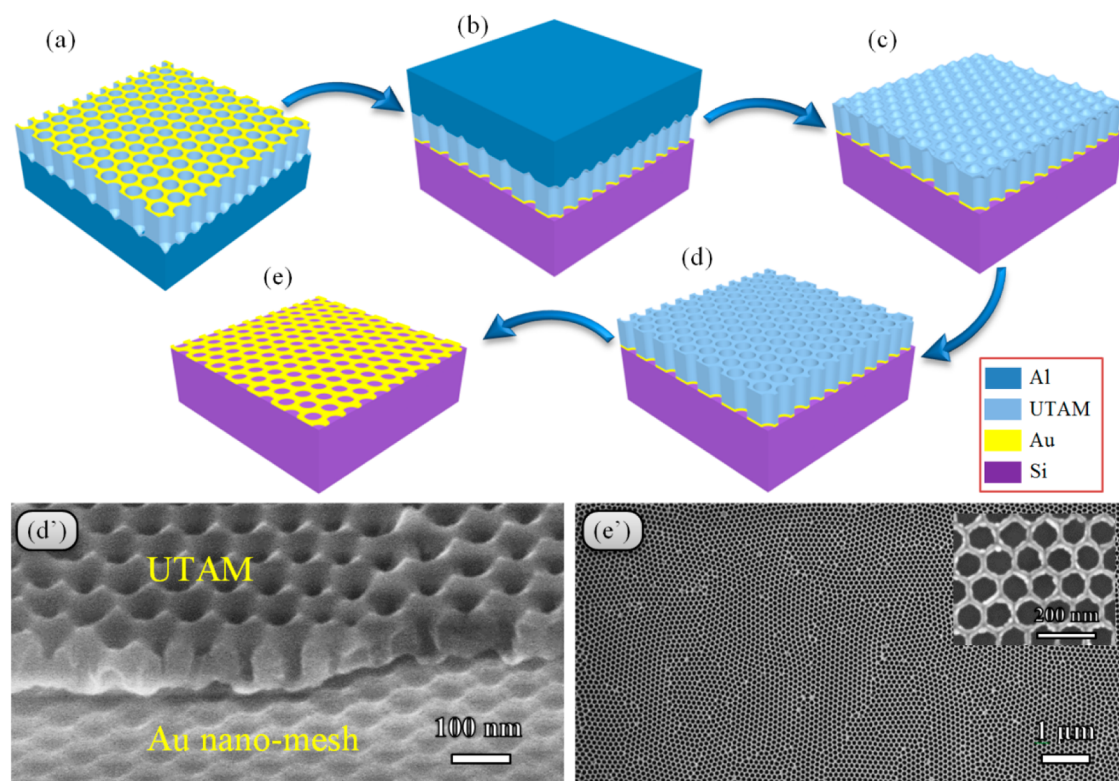 (a)
(b)
(c)
(e)
(d)
Al
UTAM
Au
Si
(d`)
UTAM
Au nano-mesh
100 nm
(e`)
200 nm
1 μm